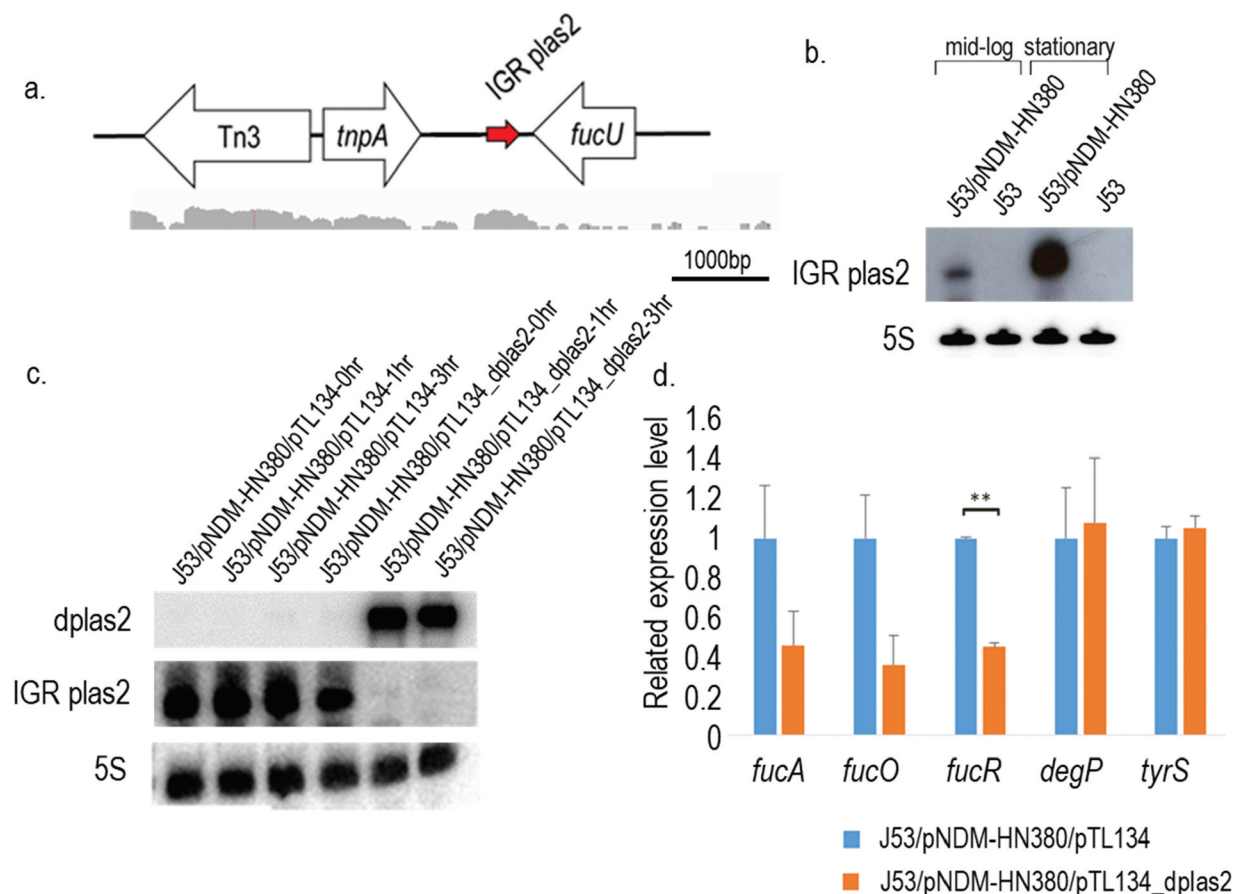 a.
IGR plas2
Tn3
tnpA
fucU
1000bp
b.
mid-log
stationary
J53/pNDM-HN380
J53
J53/pNDM-HN380
J53
IGR plas2
5S
c.
J53/pNDM-HN380/pTL134-0hr
J53/pNDM-HN380/pTL134-1hr
J53/pNDM-HN380/pTL134-3hr
J53/pNDM-HN380/pTL134_dplas2-0hr
J53/pNDM-HN380/pTL134_dplas2-1hr
J53/pNDM-HN380/pTL134_dplas2-3hr
dplas2
IGR plas2
5S
d.
Related expression level
1.6
1.4
1.2
1
0.8
0.6
0.4
0.2
0
**
fucA
fucO
fucR
degP
tyrS
J53/pNDM-HN380/pTL134
J53/pNDM-HN380/pTL134_dplas2